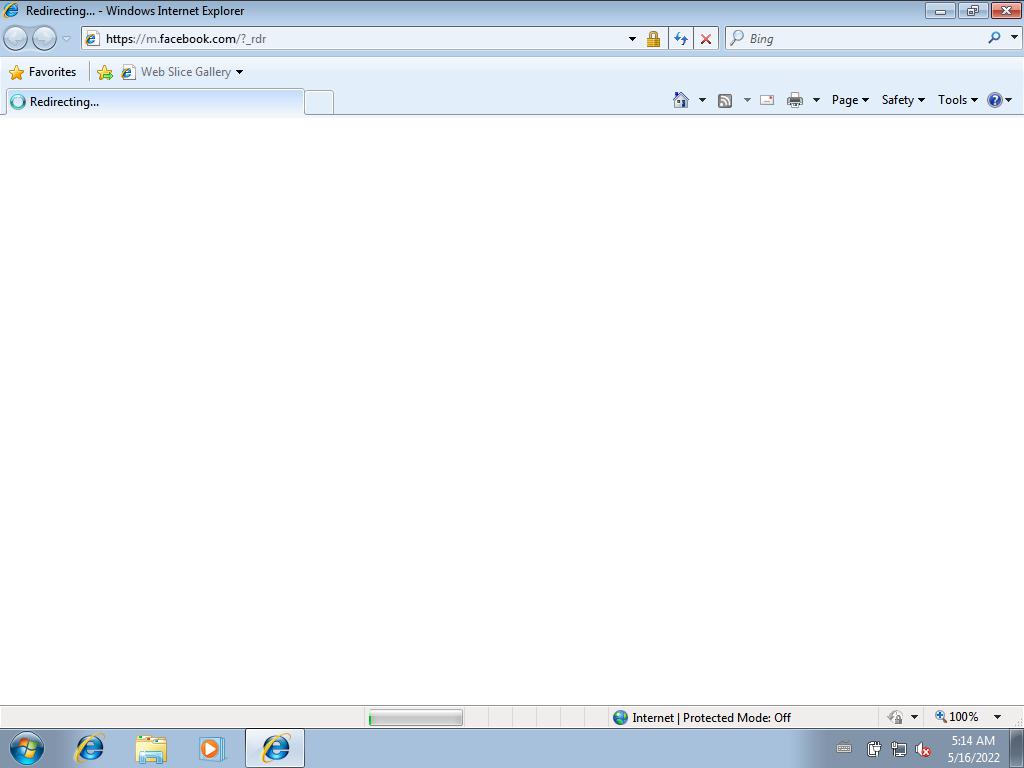 Redirecting... - Windows Internet Explorer
https://m.facebook.com/?_rdr
Bing
Favorites
Web Slice Gallery
Redirecting...
Page
Safety
Tools
Internet | Protected Mode: Off
100%
5:14 AM
5/16/2022